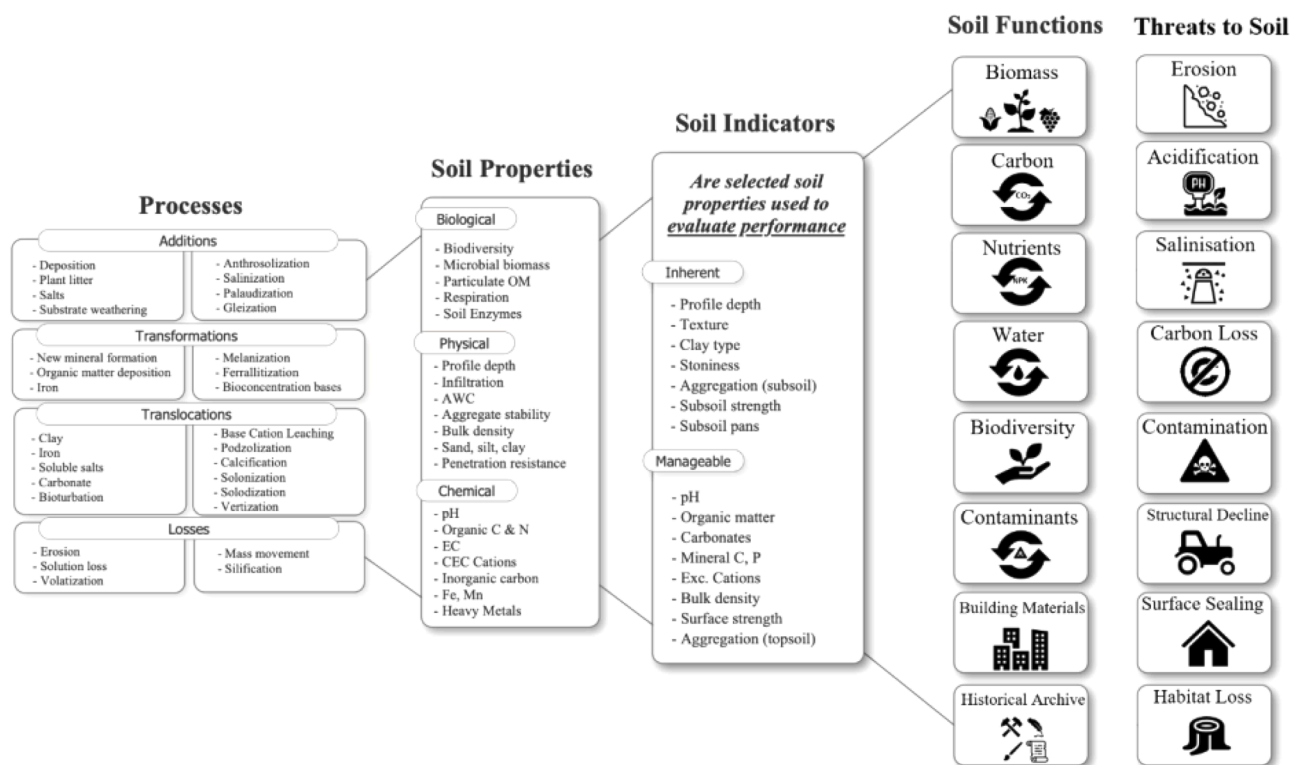 Processes
Additions
- Deposition
- Plant litter
- Salts
- Substrate weathering
- Anthrosolization
- Salinization
- Palaudization
- Gleization
Transformations
- New mineral formation
- Organic matter deposition
- Iron
- Melanization
- Ferrallitization
- Bioconcentration bases
Translocations
- Clay
- Iron
- Soluble salts
- Carbonate
- Bioturbation
- Base Cation Leaching
- Podzolization
- Calcification
- Solonization
- Solodization
- Vertization
Losses
- Erosion
- Solution loss
- Volatization
- Mass movement
- Silification
Soil Properties
Biological
- Biodiversity
- Microbial biomass
- Particulate OM
- Respiration
- Soil Enzymes
Physical
- Profile depth
- Infiltration
- AWC
- Aggregate stability
- Bulk density
- Sand, silt, clay
- Penetration resistance
Chemical
- pH
- Organic C & N
- EC
- CEC Cations
- Inorganic carbon
- Fe, Mn
- Heavy Metals
Soil Indicators
Are selected soil
properties used to
evaluate performance
Inherent
- Profile depth
- Texture
- Clay type
- Stoniness
- Aggregation (subsoil)
- Subsoil strength
- Subsoil pans
Manageable
- pH
- Organic matter
- Carbonates
- Mineral C, P
- Exc. Cations
- Bulk density
- Surface strength
- Aggregation (topsoil)
Soil Functions
Biomass
Carbon
CO₂
Nutrients
NPK
Water
Biodiversity
Contaminants
Building Materials
Historical Archive
Threats to Soil
Erosion
Acidification
PH
Salinisation
Carbon Loss
C
Contamination
Structural Decline
Surface Sealing
Habitat Loss